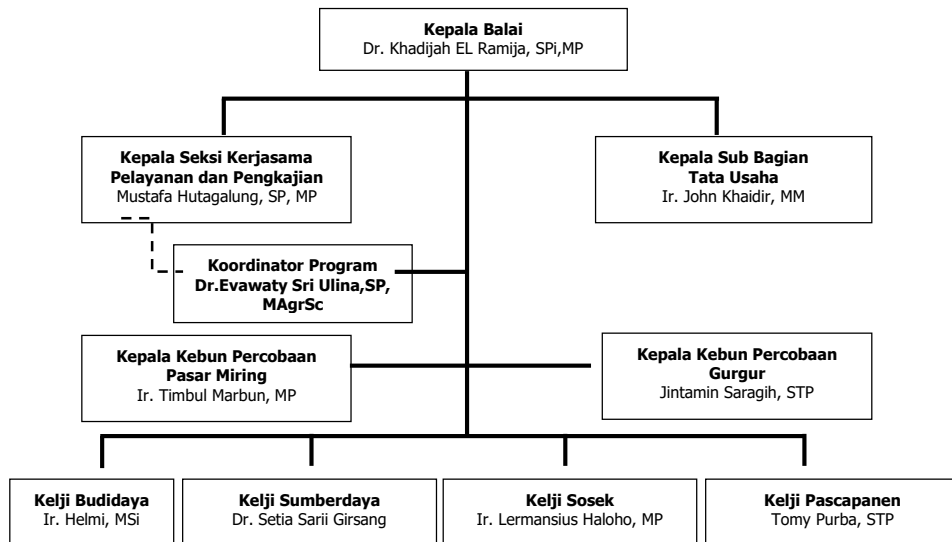 Kepala Balai
Dr. Khadijah EL Ramija, SPi,MP
Kepala Seksi Kerjasama
Pelayanan dan Pengkajian
Mustafa Hutagalung, SP, MP
Kepala Sub Bagian
Tata Usaha
Ir. John Khaidir, MM
Koordinator Program
Dr.Evawaty Sri Ulina,SP,
MAgrSc
Kepala Kebun Percobaan
Pasar Miring
Ir. Timbul Marbun, MP
Kepala Kebun Percobaan
Gurgur
Jintamin Saragih, STP
Kelji Budidaya
Ir. Helmi, MSi
Kelji Sumberdaya
Dr. Setia Sarii Girsang
Kelji Sosek
Ir. Lermansius Haloho, MP
Kelji Pascapanen
Tomy Purba, STP